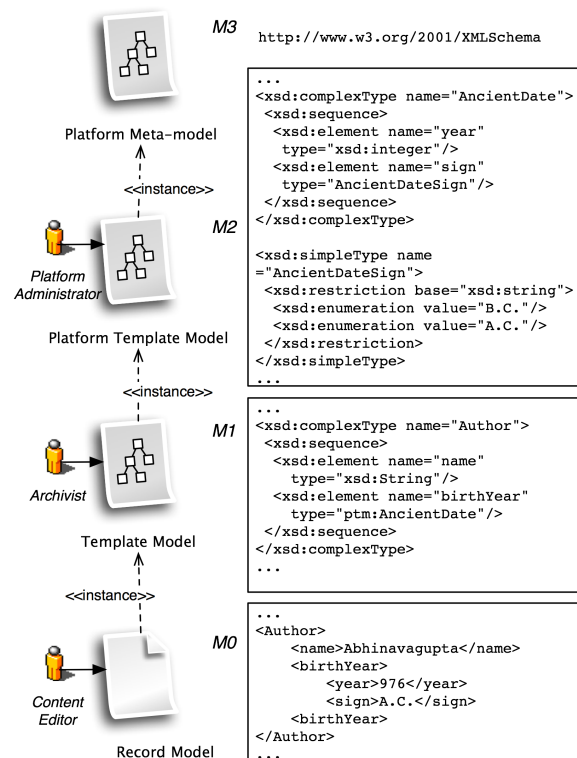 M3
http://www.w3.org/2001/XMLSchema
Platform Meta-model
<<instance>>
M2
Platform
Administrator
Platform Template Model
...
<xsd:complexType name="AncientDate">
<xsd:sequence>
<xsd:element name="year"
type="xsd:integer"/>
<xsd:element name="sign"
type="AncientDateSign"/>
</xsd:sequence>
</xsd:complexType>
<xsd:simpleType name
="AncientDateSign">
<xsd:restriction base="xsd:string">
<xsd:enumeration value="B.C."/>
<xsd:enumeration value="A.C."/>
</xsd:restriction>
</xsd:simpleType>
...
<<instance>>
M1
Archivist
Template Model
...
<xsd:complexType name="Author">
<xsd:sequence>
<xsd:element name="name"
type="xsd:String"/>
<xsd:element name="birthYear"
type="ptm:AncientDate"/>
</xsd:sequence>
</xsd:complexType>
...
<<instance>>
M0
Content
Editor
Record Model
...
<Author>
<name>Abhinavagupta</name>
<birthYear>
<year>976</year>
<sign>A.C.</sign>
<birthYear>
</Author>
...